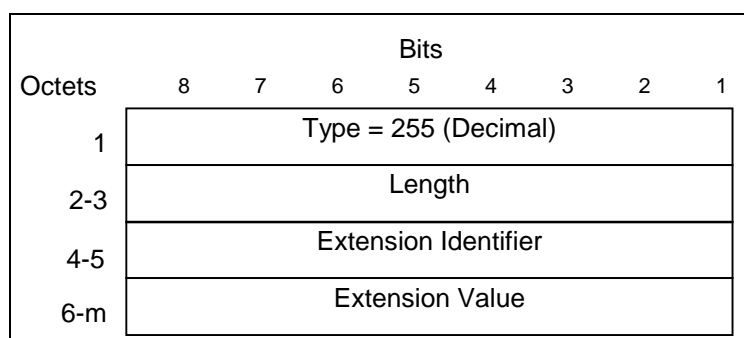 Bits
Octets 8 7 6 5 4 3 2 1
1 Type = 255 (Decimal)
2-3 Length
4-5 Extension Identifier
6-m Extension Value